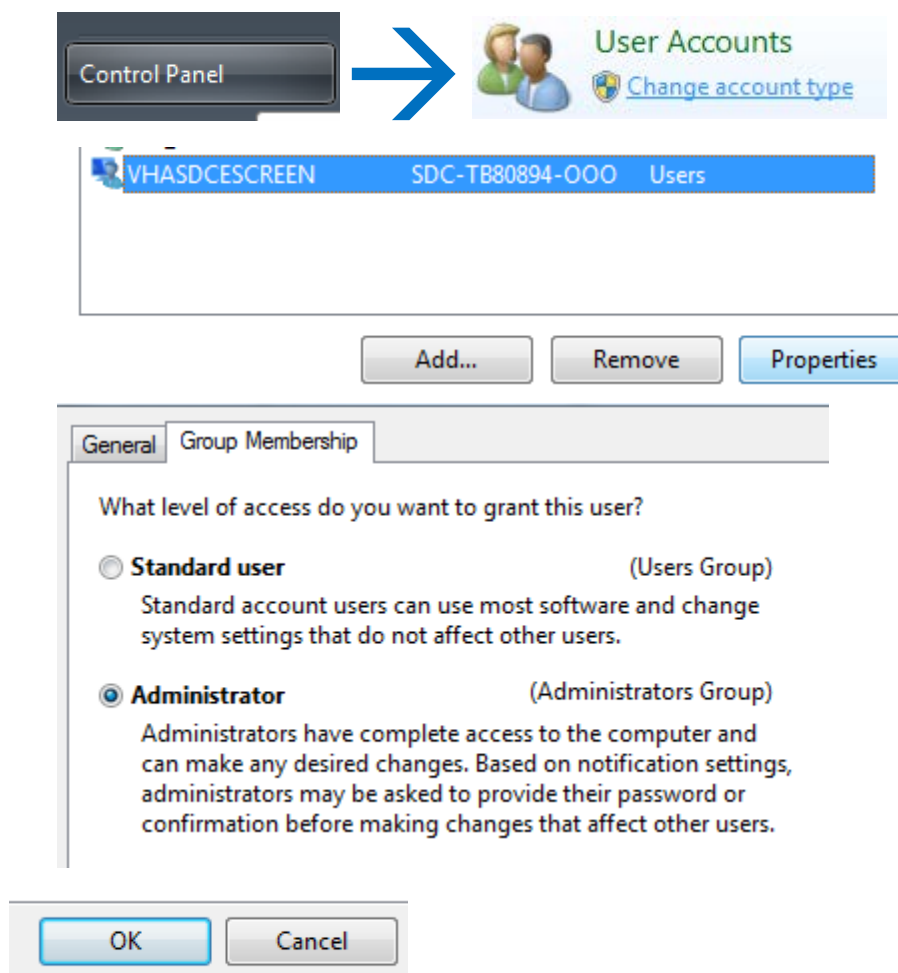 Control Panel
User Accounts
Change account type
VHASDCESCREEN SDC-TB80894-OOO Users
Add... Remove Properties
General Group Membership
What level of access do you want to grant this user?
Standard user (Users Group)
Standard account users can use most software and change
system settings that do not affect other users.
Administrator (Administrators Group)
Administrators have complete access to the computer and
can make any desired changes. Based on notification settings,
administrators may be asked to provide their password or
confirmation before making changes that affect other users.
OK Cancel